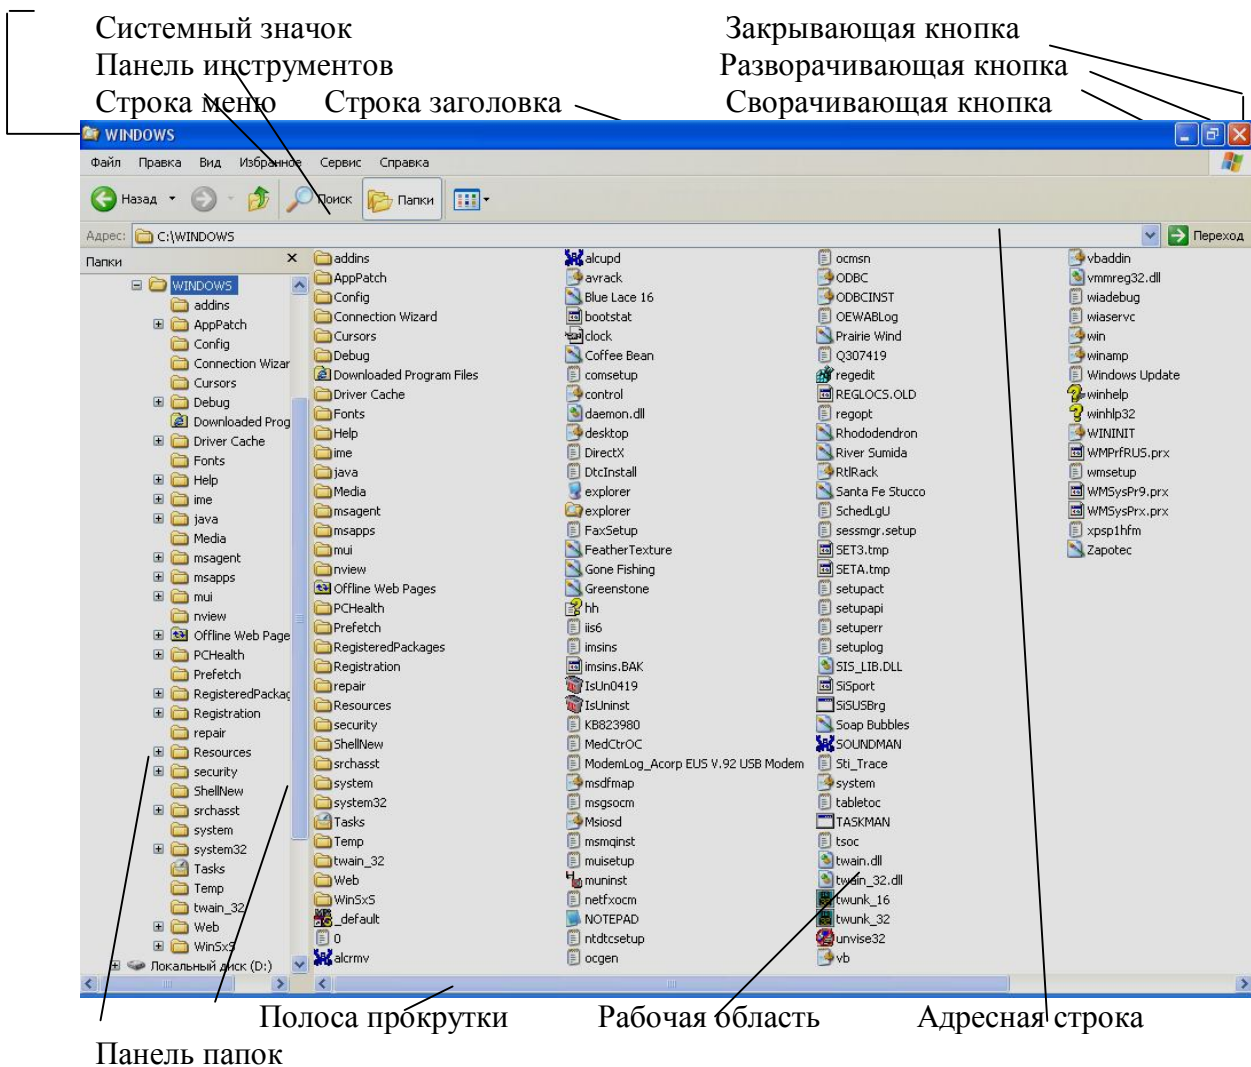 Системный значок
Закрывающая кнопка
Панель инструментов
Разворачивающая кнопка
Строка меню
Строка заголовка
Сворачивающая кнопка
WINDOWS
Файл Правка Вид Избранное Сервис Справка
Назад Поиск Папки
Адрес: C:\WINDOWS Переход
Папки
WINDOWS
addins
AppPatch
Config
Connection Wizar
Cursors
Debug
Downloaded Prog
Driver Cache
Fonts
Help
ime
java
Media
msagent
msapps
mui
nview
Offline Web Page
PCHealth
Prefetch
RegisteredPackag
Registration
repair
Resources
security
ShellNew
srchasst
system
system32
Tasks
Temp
twain_32
Web
WinSxS
Локальный диск (D:)
addins
AppPatch
Config
Connection Wizard
Cursors
Debug
Downloaded Program Files
Driver Cache
Fonts
Help
ime
java
Media
msagent
msapps
mui
nview
Offline Web Pages
PCHealth
Prefetch
RegisteredPackages
Registration
repair
Resources
security
ShellNew
srchasst
system
system32
Tasks
Temp
twain_32
Web
WinSxS
_default
0
alcrmv
alcupd
avrack
Blue Lace 16
bootstat
clock
Coffee Bean
comsetup
control
daemon.dll
desktop
DirectX
DtcInstall
explorer
explorer
FaxSetup
FeatherTexture
Gone Fishing
Greenstone
hh
iis6
imsins
imsins.BAK
IsUn0419
IsUninst
KB823980
MedCtrOC
ModemLog_Acorp EUS V.92 USB Modem
msdfmap
msgsocm
Msiosd
msmqinst
muisetup
muninst
netfxocm
NOTEPAD
ntdtcsetup
ocgen
ocmsn
ODBC
ODBCINST
OEWABLog
Prairie Wind
Q307419
regedit
REGLOCS.OLD
regopt
Rhododendron
River Sumida
RtlRack
Santa Fe Stucco
SchedLgU
sessmgr.setup
SET3.tmp
SETA.tmp
setupact
setupapi
setuperr
setuplog
SIS_LIB.DLL
SiSport
SiSUSBrg
Soap Bubbles
SOUNDMAN
Sti_Trace
system
tabletoc
TASKMAN
tsoc
twain.dll
twain_32.dll
twunk_16
twunk_32
unvise32
vb
vbaddin
vmmreg32.dll
wiadebug
wiaservc
win
winamp
Windows Update
winhelp
winhlp32
WININIT
WMPrfRUS.prx
wmsetup
WMSysPr9.prx
WMSysPrx.prx
xpsp1hfm
Zapotec
Полоса прокрутки
Рабочая область
Адресная строка
Панель папок